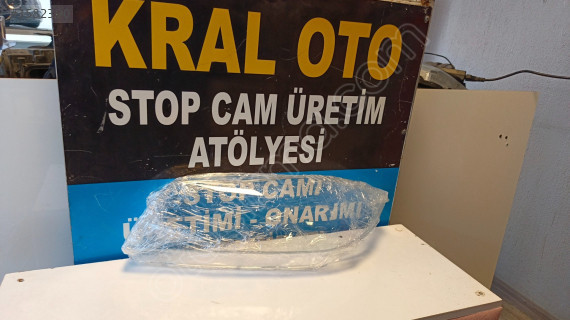 KRAL OTO
STOP CAM ÜRETİM
ATÖLYESİ
STOP CAMI
ÜRETİMİ - ONARIMI